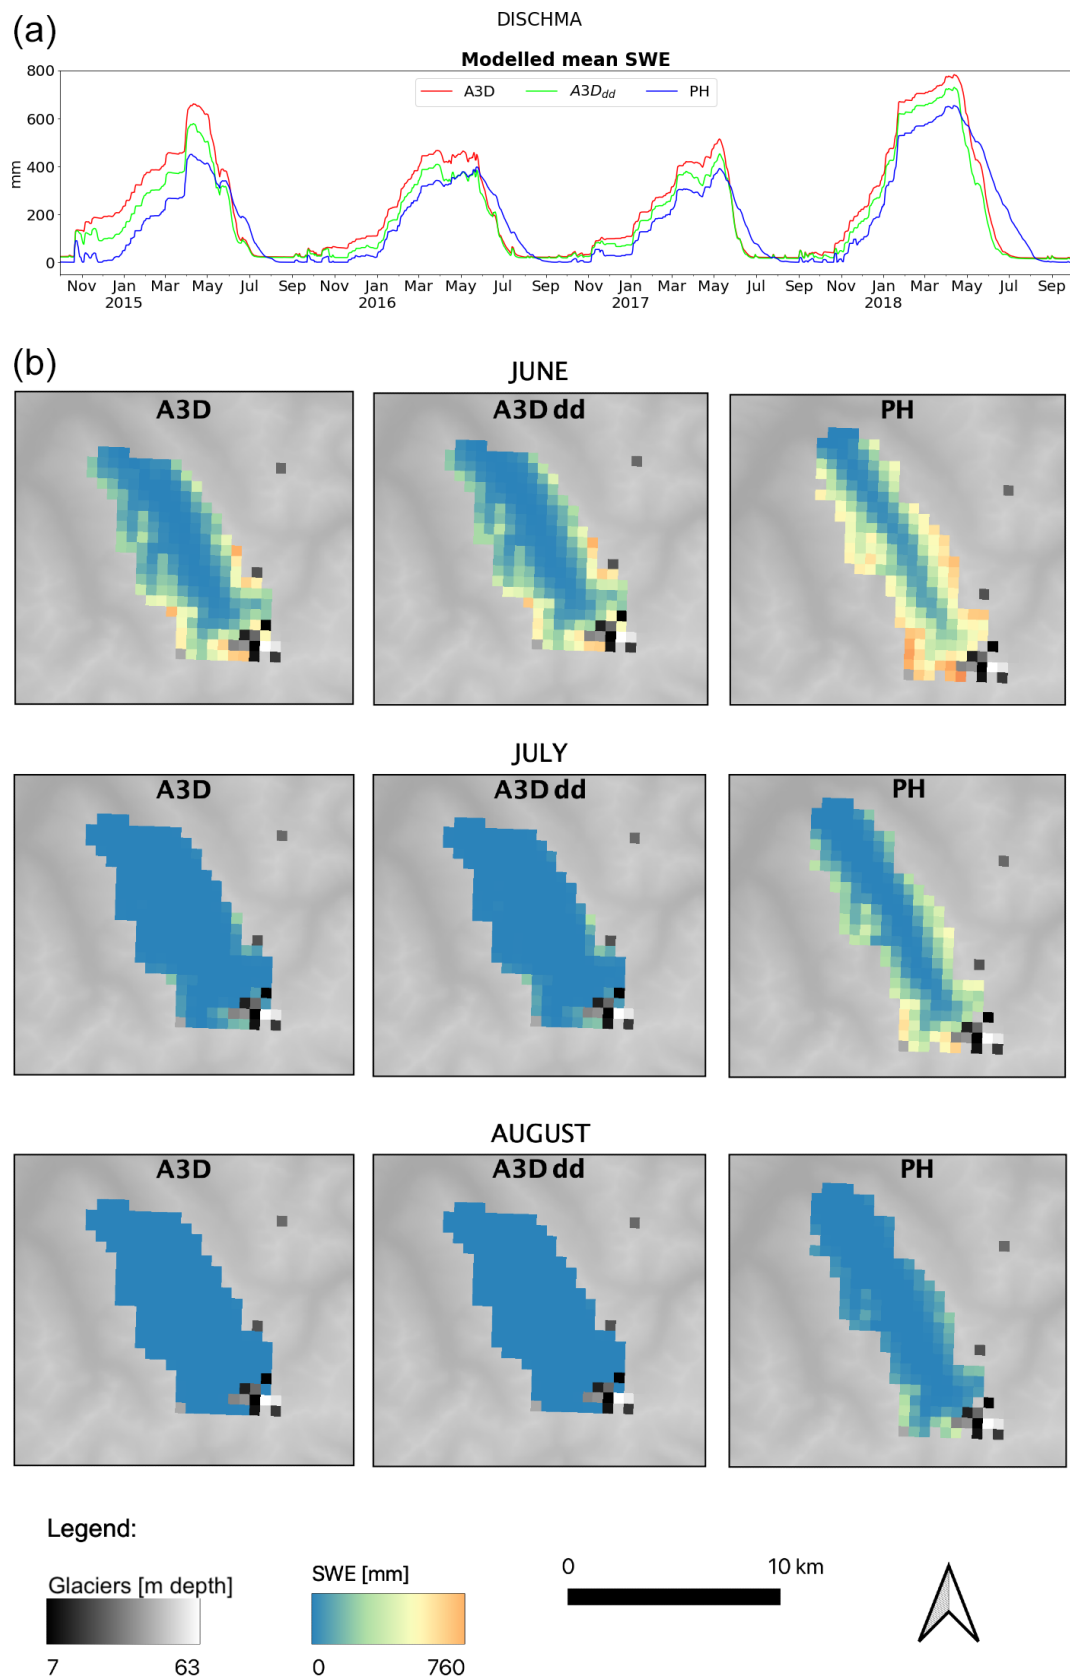 (a)
DISCHMA
Modelled mean SWE
A3D A3Ddd PH
mm
800
600
400
200
0
Nov Jan Mar May Jul Sep Nov Jan Mar May Jul Sep Nov Jan Mar May Jul Sep Nov Jan Mar May Jul Sep
2015 2016 2017 2018
(b)
JUNE
A3D A3D dd PH
JULY
A3D A3D dd PH
AUGUST
A3D A3D dd PH
Legend:
Glaciers [m depth]
7 63
SWE [mm]
0 760
0 10 km